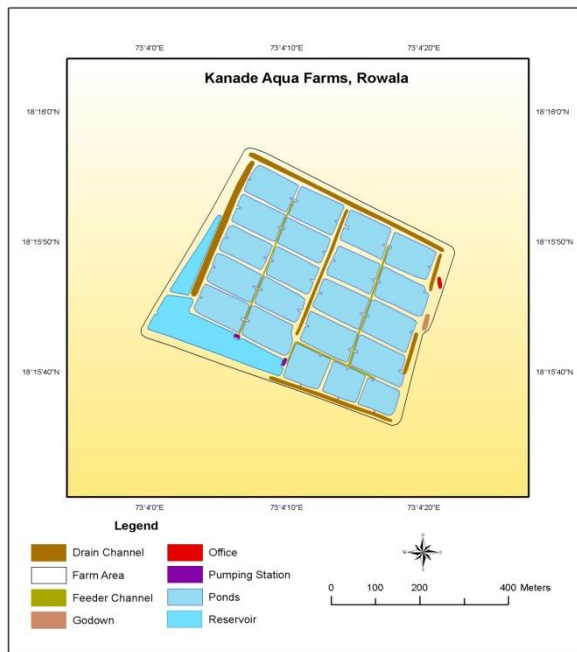 73°4'0"E 73°4'10"E 73°4'20"E
Kanade Aqua Farms, Rowala
18°16'0"N 18°16'0"N
18°15'50"N 18°15'50"N
18°15'40"N 18°15'40"N
73°4'0"E 73°4'10"E 73°4'20"E
Legend
Drain Channel
Farm Area
Feeder Channel
Godown
Office
Pumping Station
Ponds
Reservoir
0 100 200 400 Meters